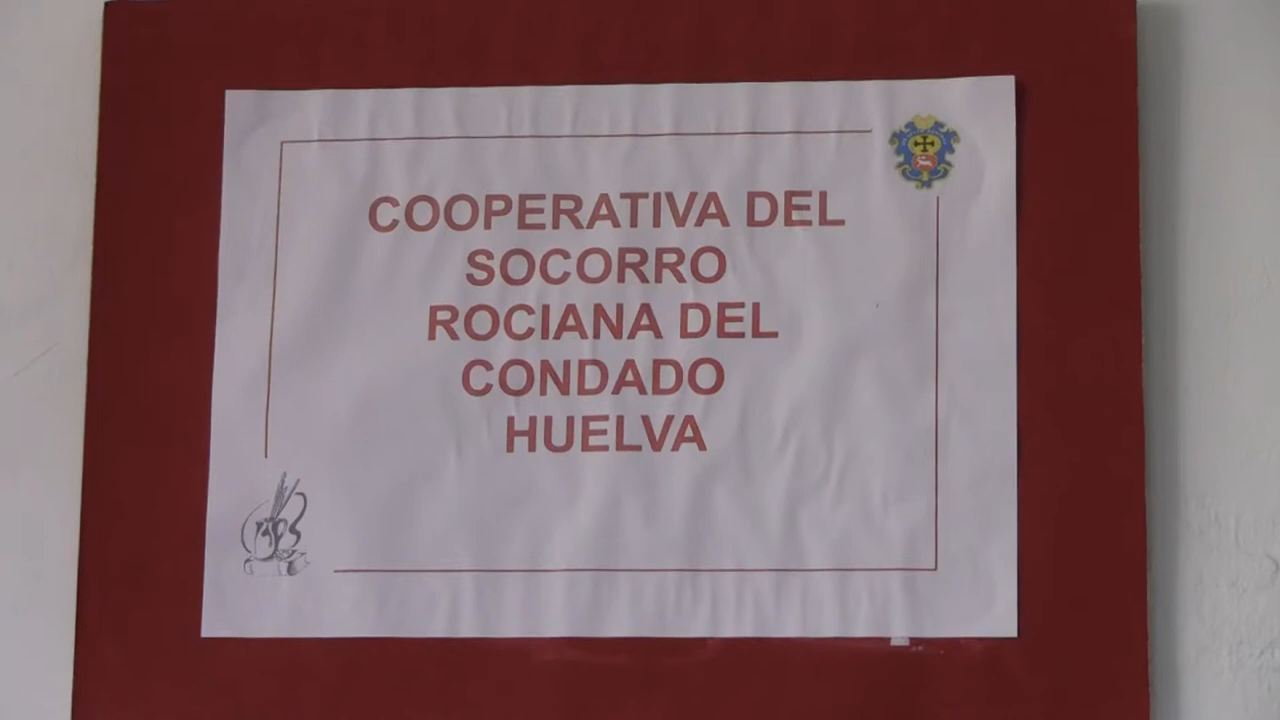 COOPERATIVA DEL
SOCORRO
ROCIANA DEL
CONDADO
HUELVA